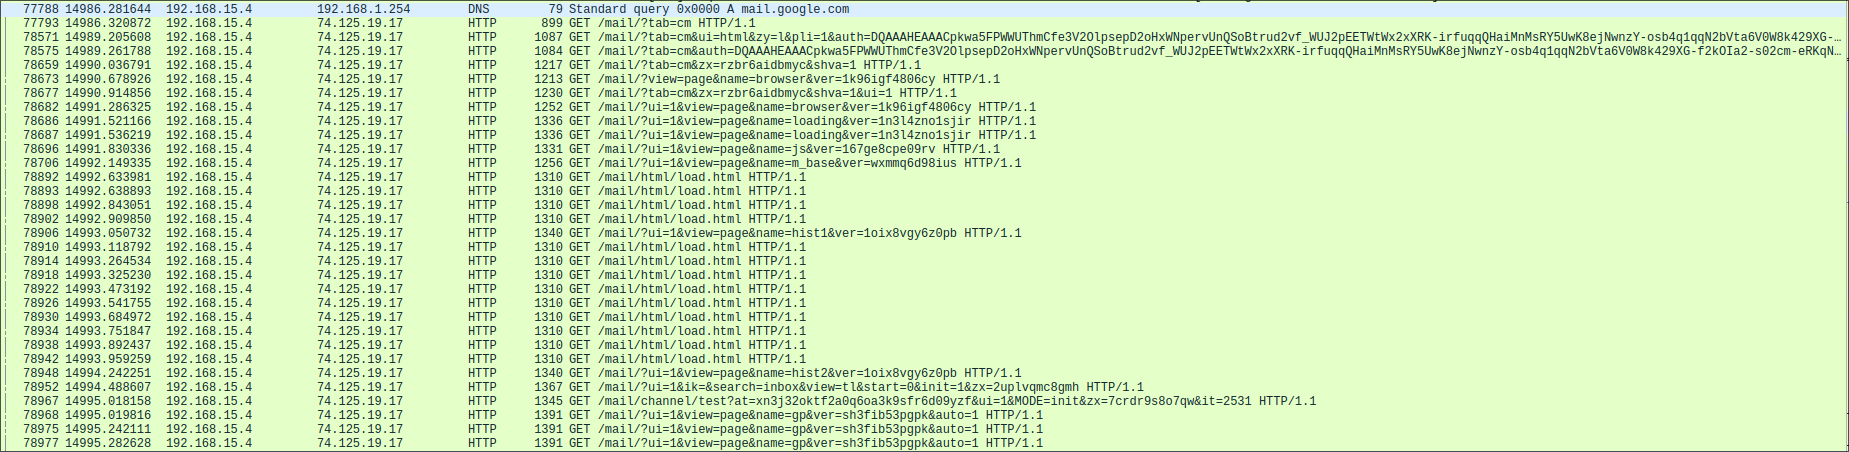 77788 14986.281644 192.168.15.4 192.168.1.254 DNS 79 Standard query 0x0000 A mail.google.com
77793 14986.320872 192.168.15.4 74.125.19.17 HTTP 899 GET /mail/?tab=cm HTTP/1.1
78571 14989.205608 192.168.15.4 74.125.19.17 HTTP 1087 GET /mail/?tab=cm&ui=html&zy=l&pli=1&auth=DQAAAHEAAACpkwa5FPWWUThmCfe3V2OlpsepD2oHxWNpervUnQSoBtrud2vf_WUJ2pEETWtWx2xXRK-irfuqqQHaiMnMsRY5UwK8ejNwnzY-osb4q1qqN2bVta6V0W8k429XG-…
78575 14989.261788 192.168.15.4 74.125.19.17 HTTP 1084 GET /mail/?tab=cm&auth=DQAAAHEAAACpkwa5FPWWUThmCfe3V2OlpsepD2oHxWNpervUnQSoBtrud2vf_WUJ2pEETWtWx2xXRK-irfuqqQHaiMnMsRY5UwK8ejNwnzY-osb4q1qqN2bVta6V0W8k429XG-f2kOIa2-s02cm-eRKqN…
78659 14990.036791 192.168.15.4 74.125.19.17 HTTP 1217 GET /mail/?tab=cm&zx=rzbr6aidbmyc&shva=1 HTTP/1.1
78673 14990.678926 192.168.15.4 74.125.19.17 HTTP 1213 GET /mail/?view=page&name=browser&ver=1k96igf4806cy HTTP/1.1
78677 14990.914856 192.168.15.4 74.125.19.17 HTTP 1230 GET /mail/?tab=cm&zx=rzbr6aidbmyc&shva=1&ui=1 HTTP/1.1
78682 14991.286325 192.168.15.4 74.125.19.17 HTTP 1252 GET /mail/?ui=1&view=page&name=browser&ver=1k96igf4806cy HTTP/1.1
78686 14991.521166 192.168.15.4 74.125.19.17 HTTP 1336 GET /mail/?ui=1&view=page&name=loading&ver=1n3l4zno1sjir HTTP/1.1
78687 14991.536219 192.168.15.4 74.125.19.17 HTTP 1336 GET /mail/?ui=1&view=page&name=loading&ver=1n3l4zno1sjir HTTP/1.1
78696 14991.830336 192.168.15.4 74.125.19.17 HTTP 1331 GET /mail/?ui=1&view=page&name=js&ver=167ge8cpe09rv HTTP/1.1
78706 14992.149335 192.168.15.4 74.125.19.17 HTTP 1256 GET /mail/?ui=1&view=page&name=m_base&ver=wxmmq6d98ius HTTP/1.1
78892 14992.633981 192.168.15.4 74.125.19.17 HTTP 1310 GET /mail/html/load.html HTTP/1.1
78893 14992.638893 192.168.15.4 74.125.19.17 HTTP 1310 GET /mail/html/load.html HTTP/1.1
78898 14992.843051 192.168.15.4 74.125.19.17 HTTP 1310 GET /mail/html/load.html HTTP/1.1
78902 14992.909850 192.168.15.4 74.125.19.17 HTTP 1310 GET /mail/html/load.html HTTP/1.1
78906 14993.050732 192.168.15.4 74.125.19.17 HTTP 1340 GET /mail/?ui=1&view=page&name=hist1&ver=1oix8vgy6z0pb HTTP/1.1
78910 14993.118792 192.168.15.4 74.125.19.17 HTTP 1310 GET /mail/html/load.html HTTP/1.1
78914 14993.264534 192.168.15.4 74.125.19.17 HTTP 1310 GET /mail/html/load.html HTTP/1.1
78918 14993.325230 192.168.15.4 74.125.19.17 HTTP 1310 GET /mail/html/load.html HTTP/1.1
78922 14993.473192 192.168.15.4 74.125.19.17 HTTP 1310 GET /mail/html/load.html HTTP/1.1
78926 14993.541755 192.168.15.4 74.125.19.17 HTTP 1310 GET /mail/html/load.html HTTP/1.1
78930 14993.684972 192.168.15.4 74.125.19.17 HTTP 1310 GET /mail/html/load.html HTTP/1.1
78934 14993.751847 192.168.15.4 74.125.19.17 HTTP 1310 GET /mail/html/load.html HTTP/1.1
78938 14993.892437 192.168.15.4 74.125.19.17 HTTP 1310 GET /mail/html/load.html HTTP/1.1
78942 14993.959259 192.168.15.4 74.125.19.17 HTTP 1310 GET /mail/html/load.html HTTP/1.1
78948 14994.242251 192.168.15.4 74.125.19.17 HTTP 1340 GET /mail/?ui=1&view=page&name=hist2&ver=1oix8vgy6z0pb HTTP/1.1
78952 14994.488607 192.168.15.4 74.125.19.17 HTTP 1367 GET /mail/?ui=1&ik=&search=inbox&view=tl&start=0&init=1&zx=2uplvqmc8gmh HTTP/1.1
78967 14995.018158 192.168.15.4 74.125.19.17 HTTP 1345 GET /mail/channel/test?at=xn3j32oktf2a0q6oa3k9sfr6d09yzf&ui=1&MODE=init&zx=7crdr9s8o7qw&it=2531 HTTP/1.1
78968 14995.019816 192.168.15.4 74.125.19.17 HTTP 1391 GET /mail/?ui=1&view=page&name=gp&ver=sh3fib53pgpk&auto=1 HTTP/1.1
78975 14995.242111 192.168.15.4 74.125.19.17 HTTP 1391 GET /mail/?ui=1&view=page&name=gp&ver=sh3fib53pgpk&auto=1 HTTP/1.1
78977 14995.282628 192.168.15.4 74.125.19.17 HTTP 1391 GET /mail/?ui=1&view=page&name=gp&ver=sh3fib53pgpk&auto=1 HTTP/1.1